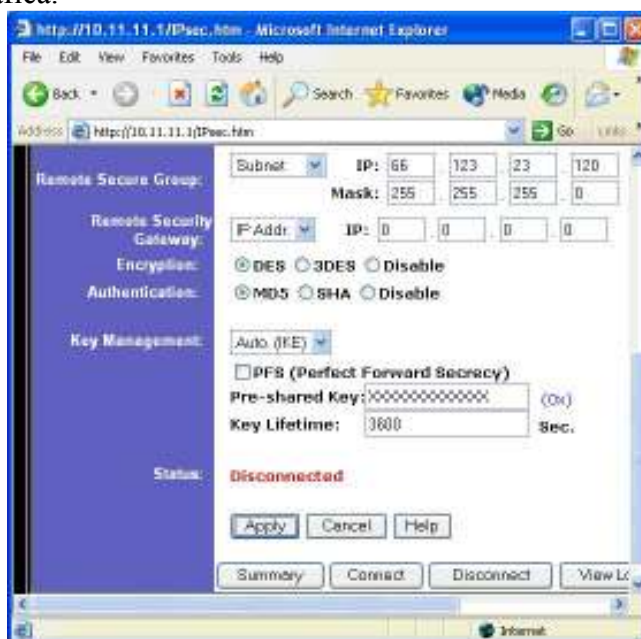 http://10.11.11.1/IPsec.htm - Microsoft Internet Explorer
File Edit View Favorites Tools Help
Back Search Favorites Media
Address http://10.11.11.1/IPsec.htm Go Links
Remote Secure Group: Subnet IP: 66 . 123 . 23 . 120
Mask: 255 . 255 . 255 . 0
Remote Security Gateway: IP Addr. IP: 0 . 0 . 0 . 0
Encryption: DES 3DES Disable
Authentication: MD5 SHA Disable
Key Management: Auto. (IKE)
PFS (Perfect Forward Secrecy)
Pre-shared Key: XXXXXXXXXXXXX (0x)
Key Lifetime: 3600 Sec.
Status: Disconnected
Apply Cancel Help
Summary Connect Disconnect View Lo
Internet